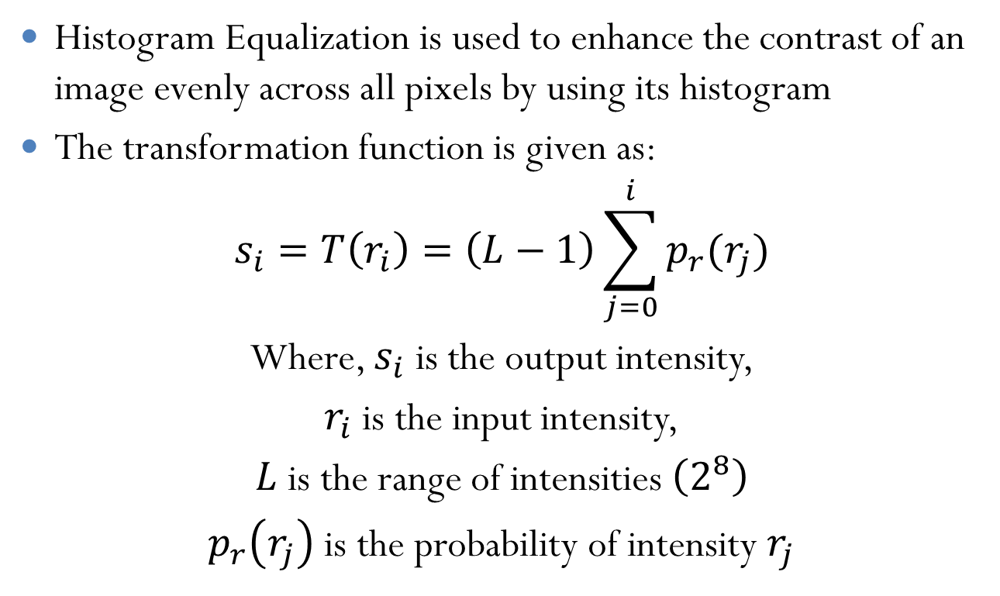 • Histogram Equalization is used to enhance the contrast of an
image evenly across all pixels by using its histogram
• The transformation function is given as:
$s_i = T(r_i) = (L - 1) \sum_{j=0}^{i} p_r(r_j)$
Where, $s_i$ is the output intensity,
$r_i$ is the input intensity,
$L$ is the range of intensities $(2^8)$
$p_r(r_j)$ is the probability of intensity $r_j$